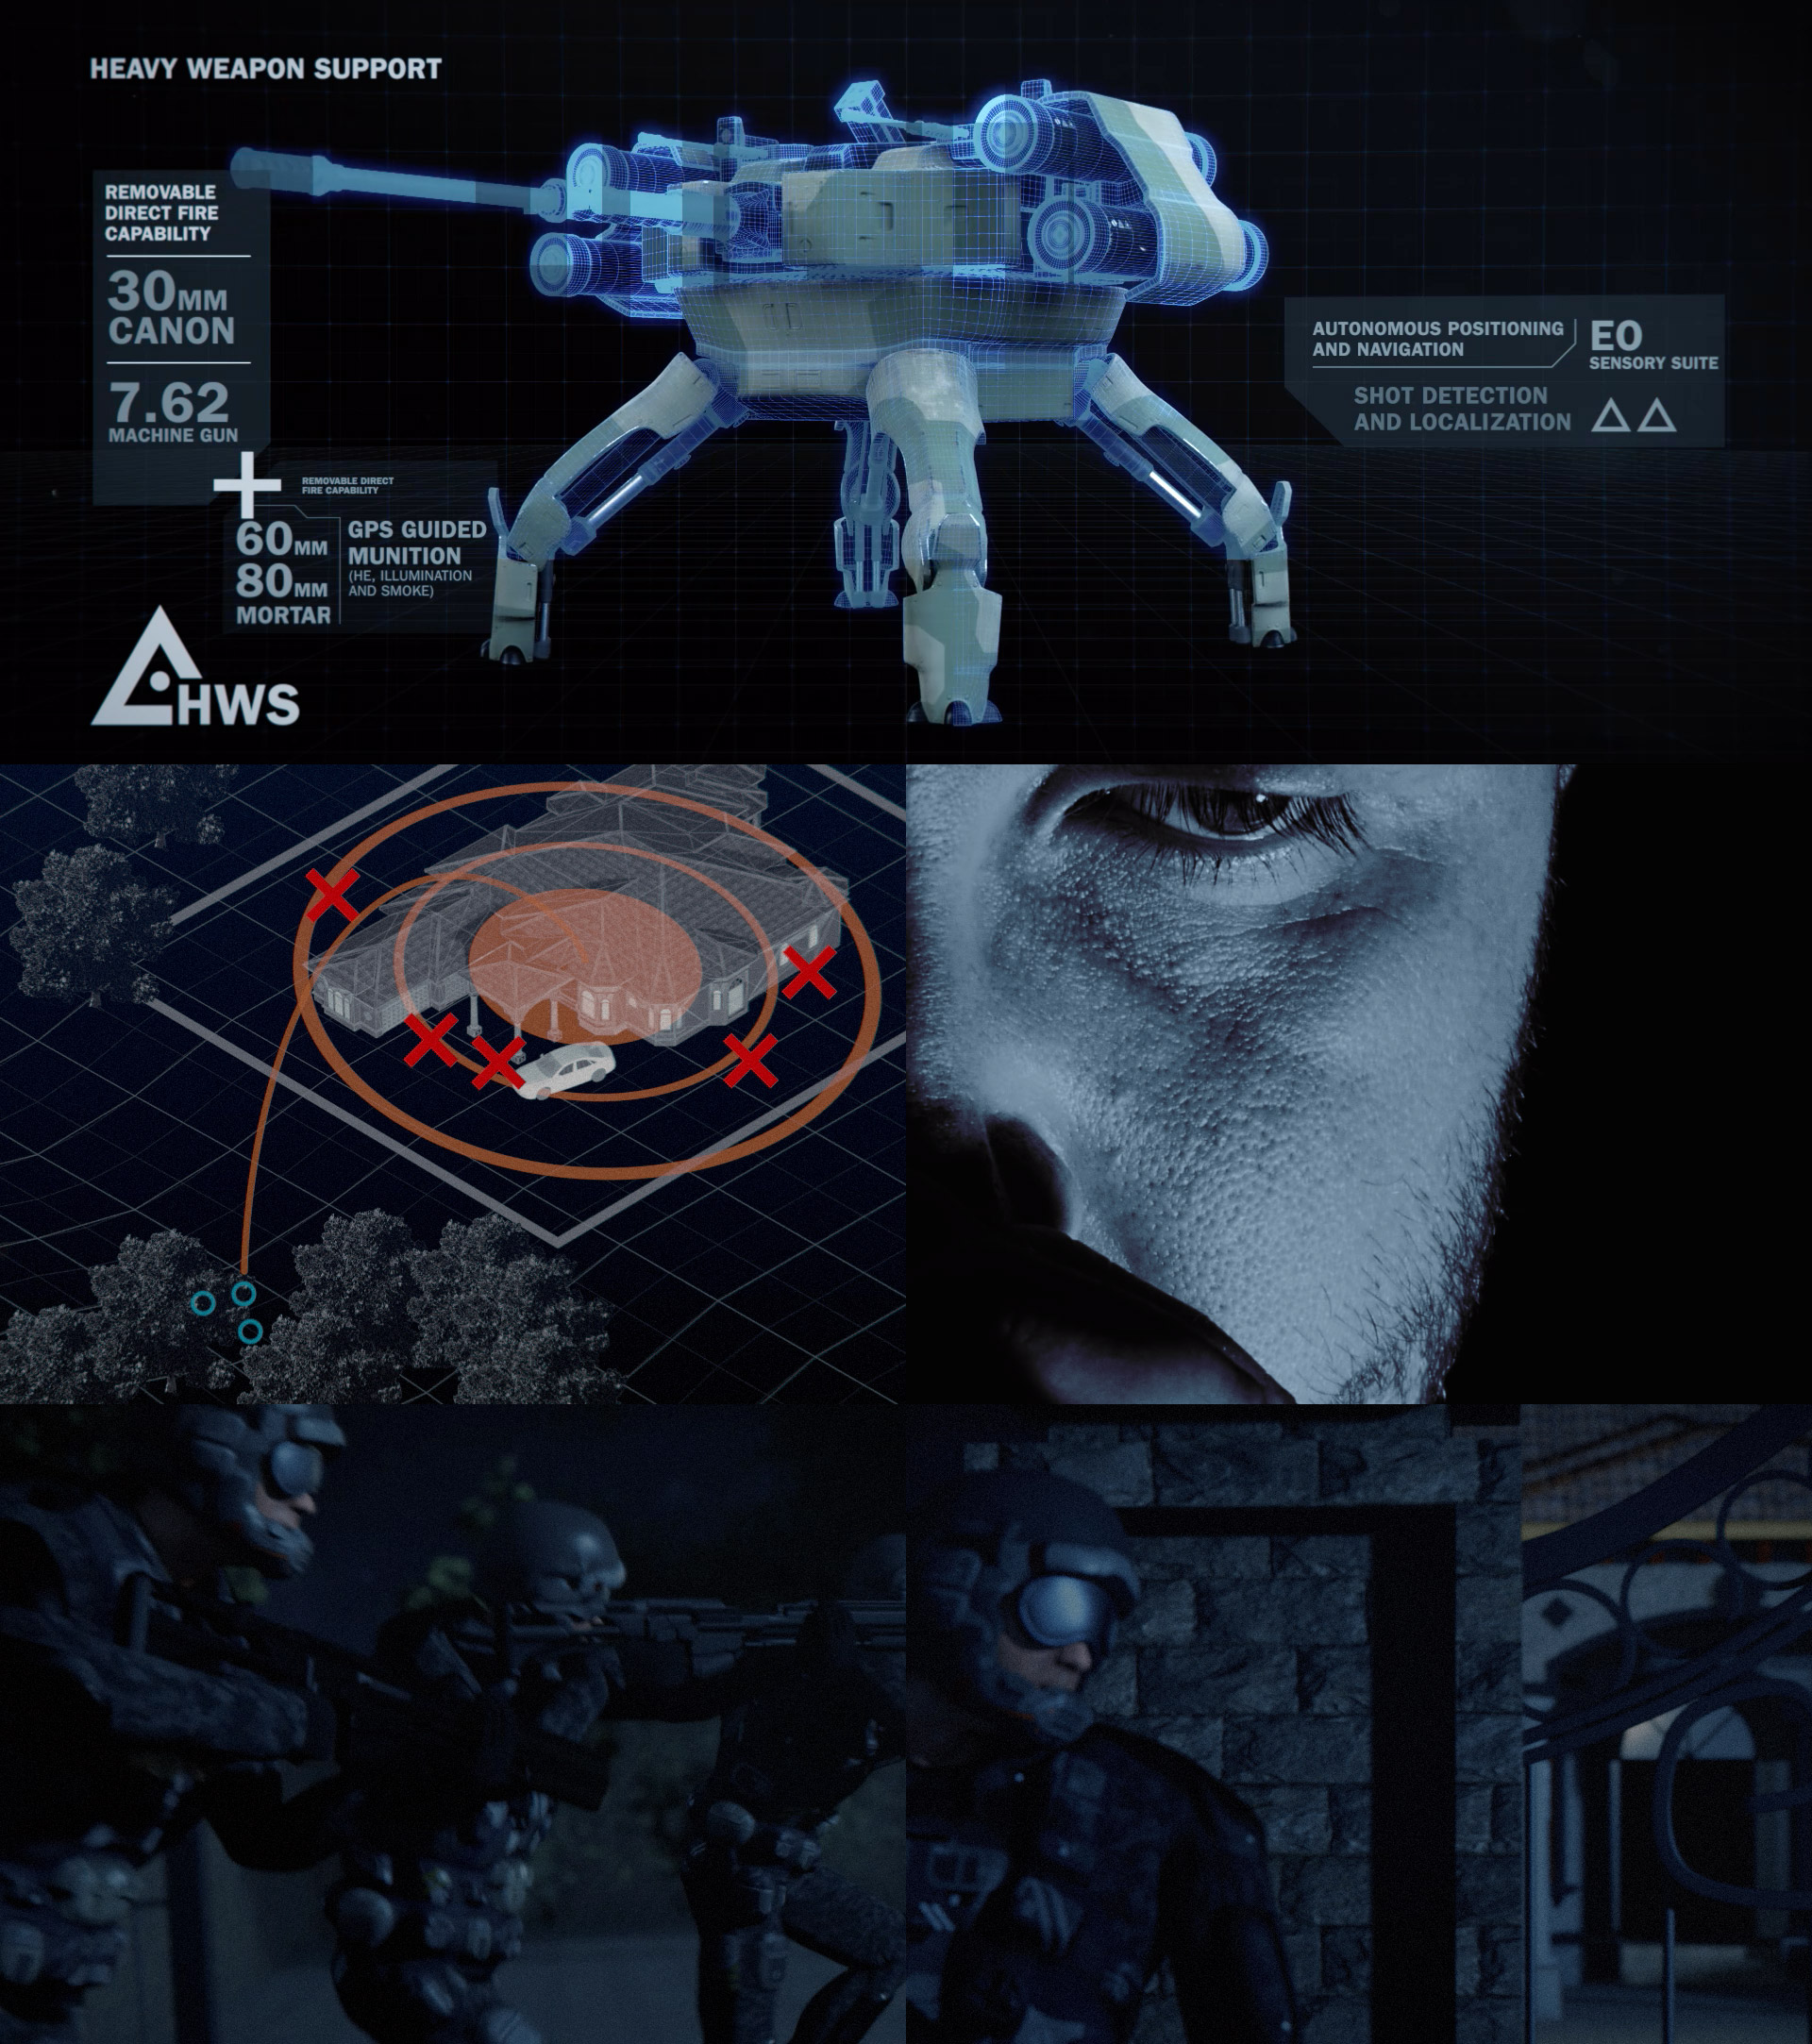 HEAVY WEAPON SUPPORT
REMOVABLE
DIRECT FIRE
CAPABILITY
30MM
CANON
7.62
MACHINE GUN
REMOVABLE DIRECT
FIRE CAPABILITY
60MM
80MM
MORTAR
GPS GUIDED
MUNITION
(HE, ILLUMINATION
AND SMOKE)
HWS
AUTONOMOUS POSITIONING
AND NAVIGATION
EO
SENSORY SUITE
SHOT DETECTION
AND LOCALIZATION